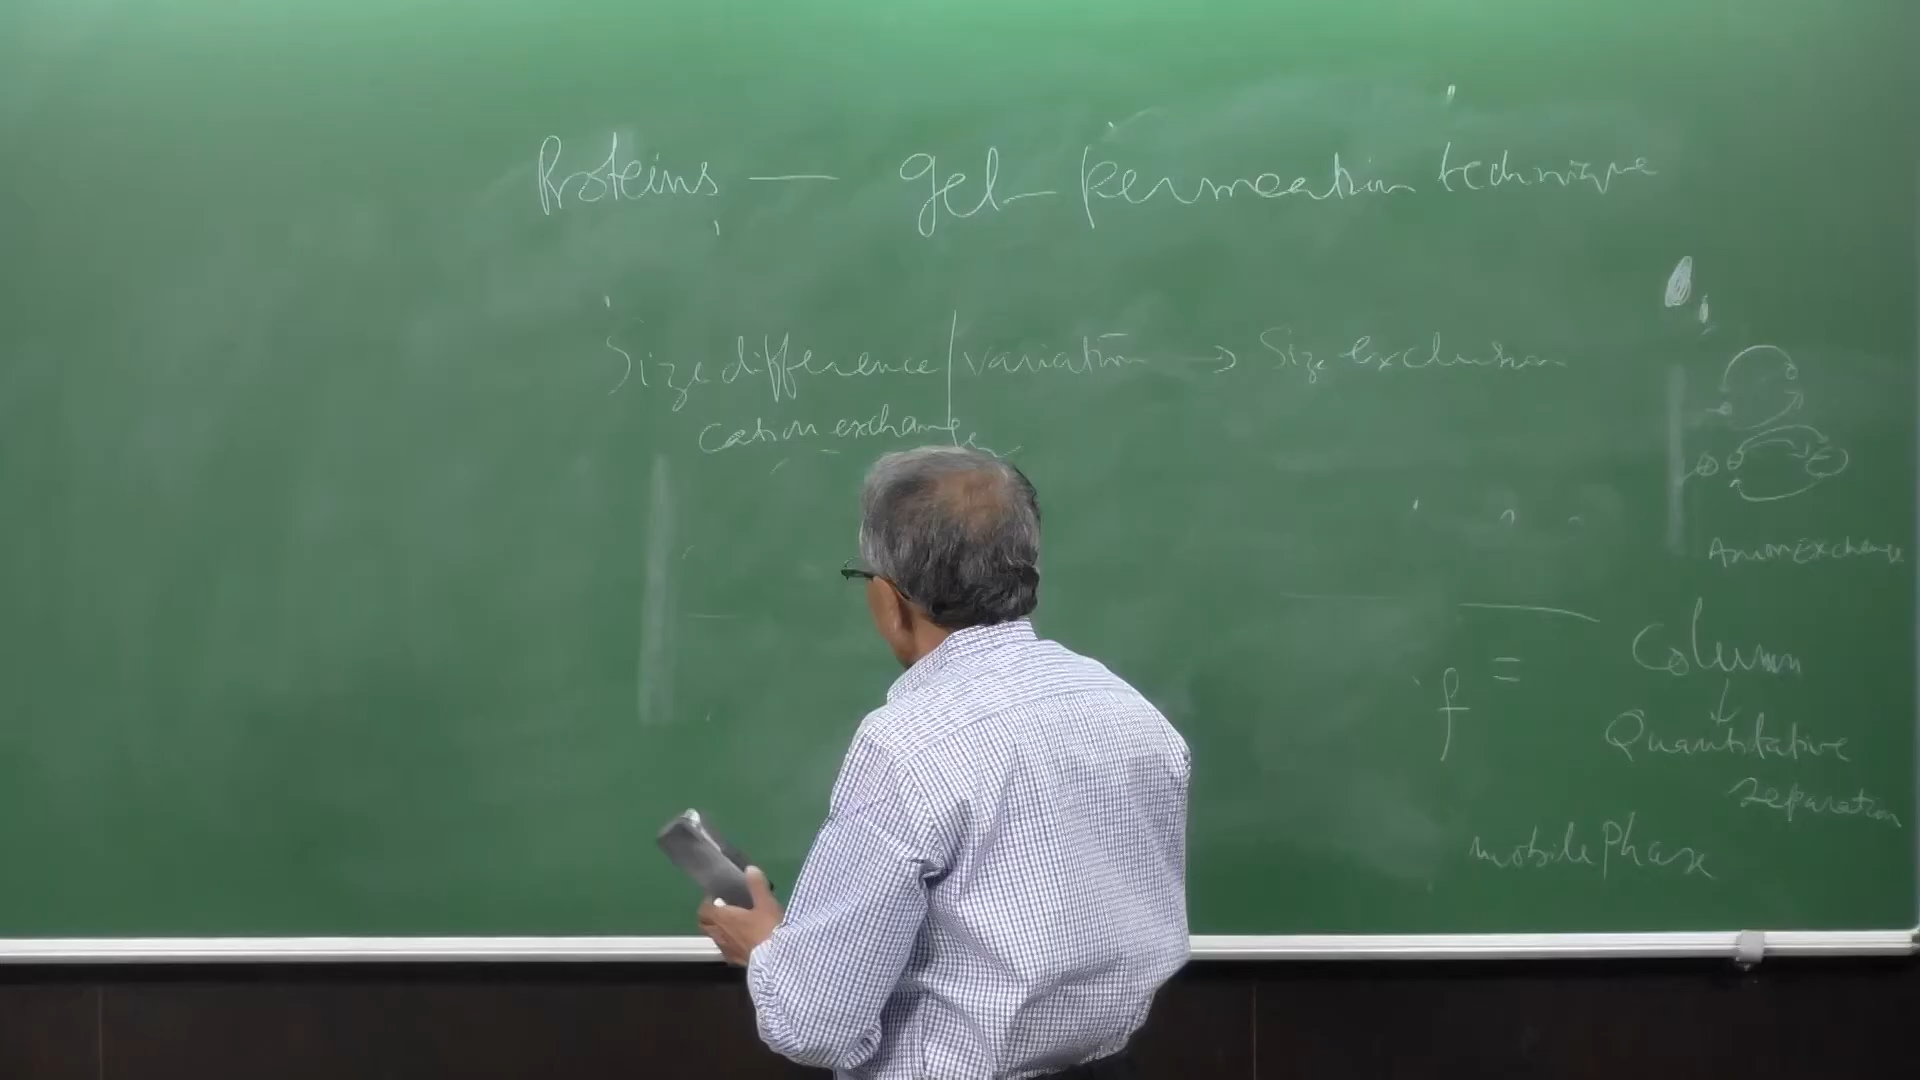 Proteins — gel-permeation technique
Size difference/variation → Size exclusion
cation exchange
Anion Exchange
f =
Column
↓
Quantitative
separation
mobile phase